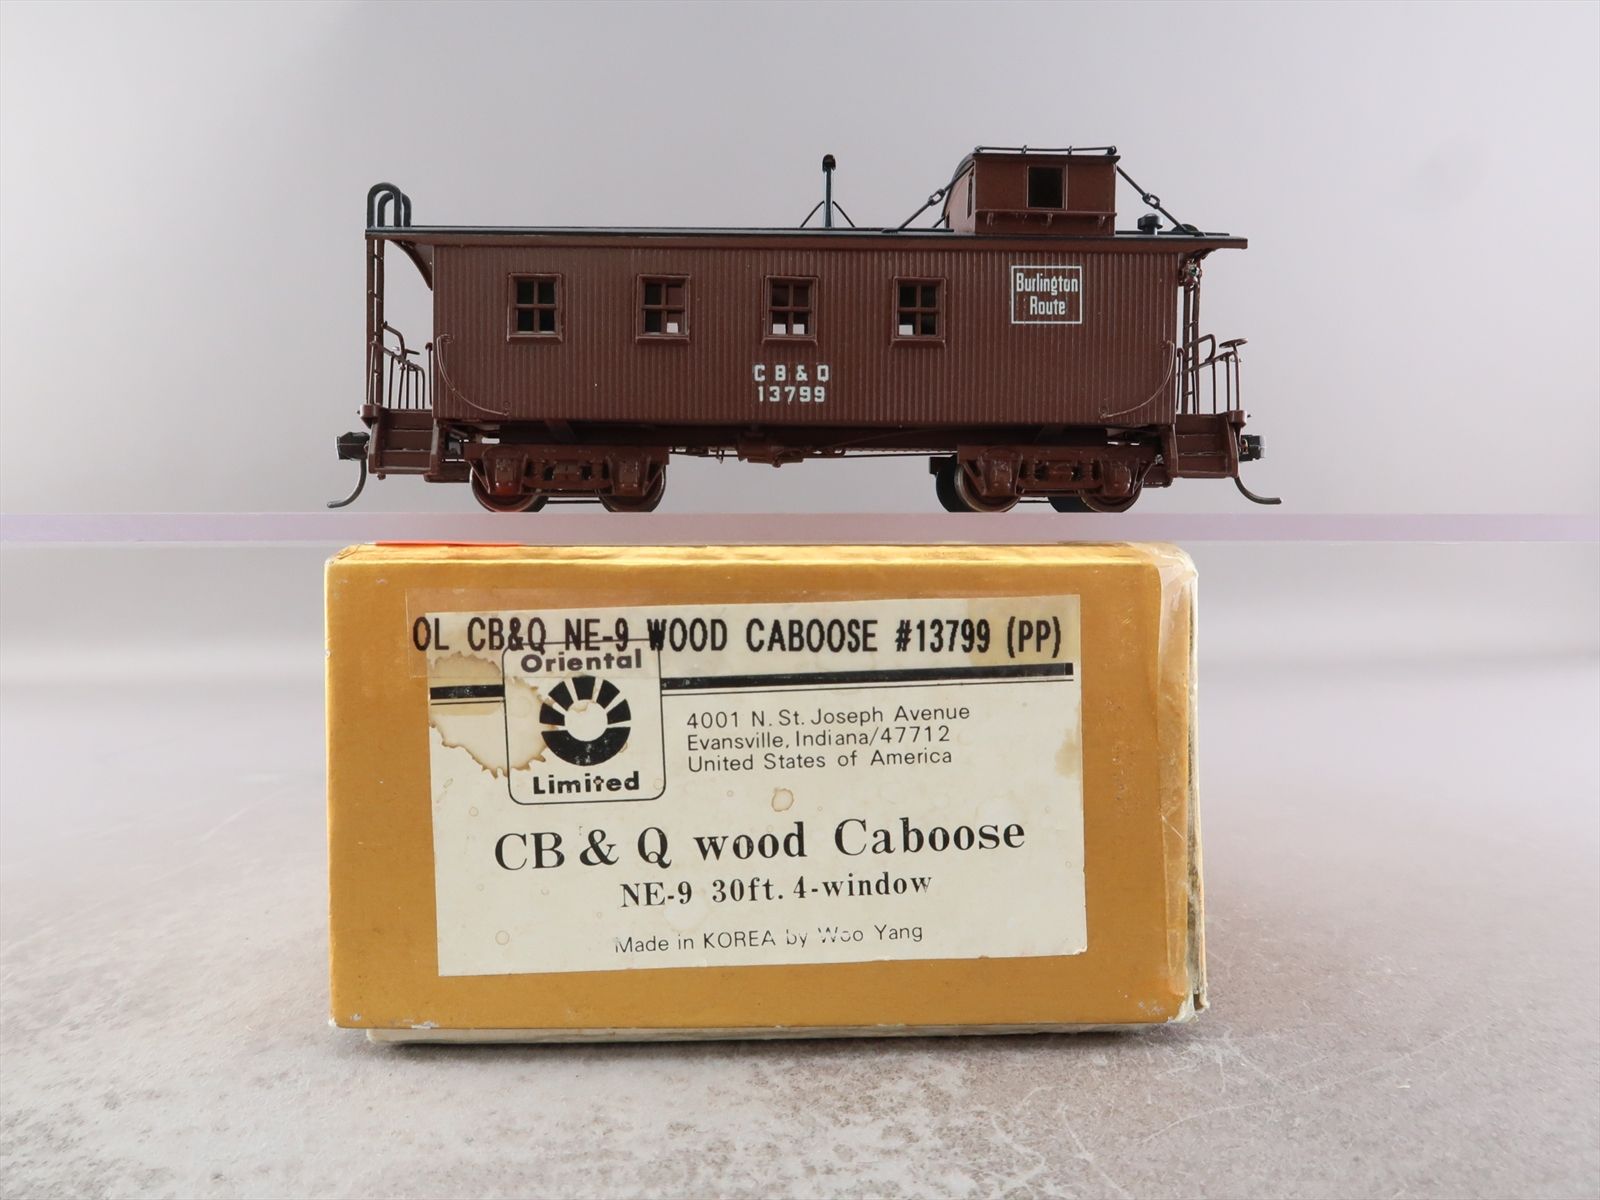 Burlington
Route
CB&Q
13799
OL CB&Q NE-9 WOOD CABOOSE #13799 (PP)
Oriental
Limited
4001 N. St. Joseph Avenue
Evansville, Indiana/47712
United States of America
CB & Q wood Caboose
NE-9 30ft. 4-window
Made in KOREA by Woo Yang